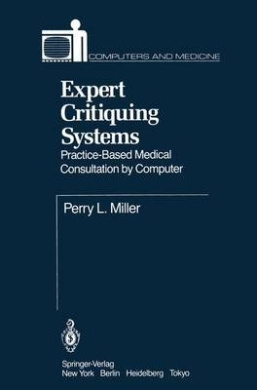 COMPUTERS AND MEDICINE
Expert
Critiquing
Systems
Practice-Based Medical
Consultation by Computer
Perry L. Miller
Springer-Verlag
New York Berlin Heidelberg Tokyo